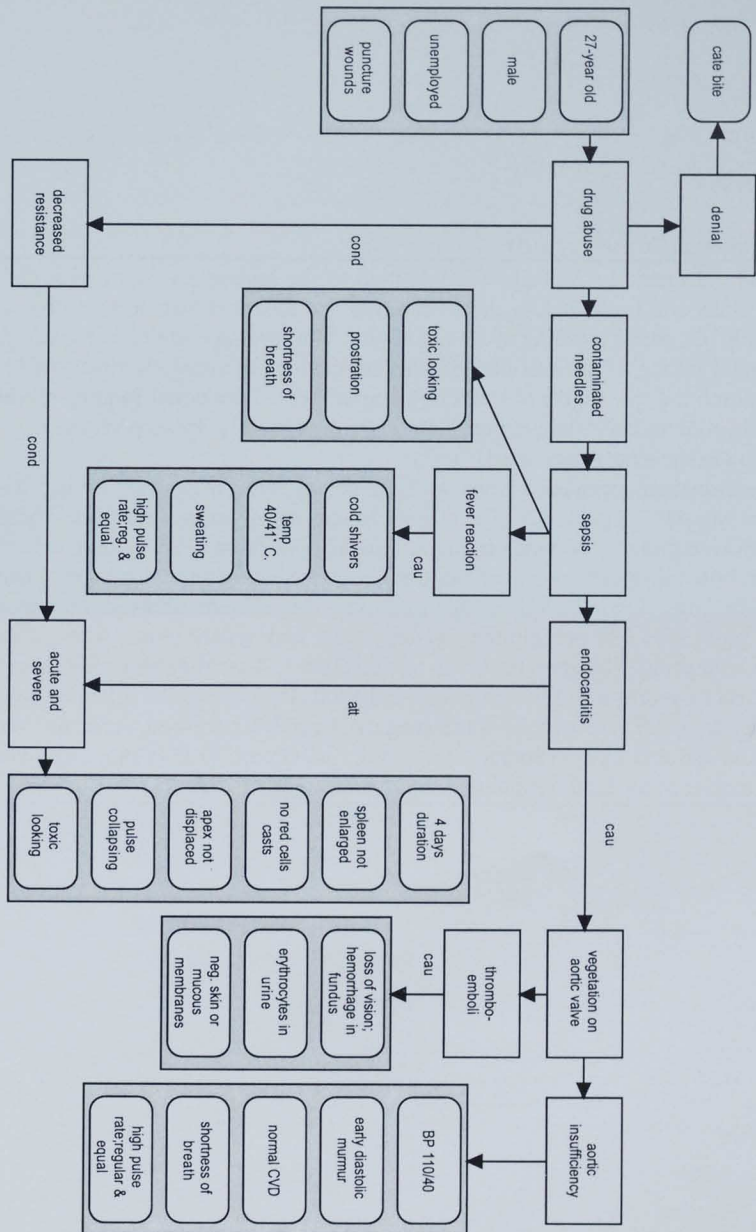 cate bite
denial
27-year old
male
unemployed
puncture
wounds
drug abuse
cond
decreased
resistance
cond
contaminated
needles
toxic looking
prostration
shortness of
breath
sepsis
fever reaction
cau
cold shivers
temp
40/41° C.
sweating
high pulse
rate;reg. &
equal
endocarditis
att
acute and
severe
4 days
duration
spleen not
enlarged
no red cells
casts
apex not
displaced
pulse
collapsing
toxic
looking
cau
vegetation on
aortic valve
thrombo-
emboli
cau
loss of vision;
hemorrhage in
fundus
erythrocytes in
urine
neg. skin or
mucous
membranes
aortic
insufficiency
BP 110/40
early diastolic
murmur
normal CVD
shortness of
breath
high pulse
rate;regular &
equal